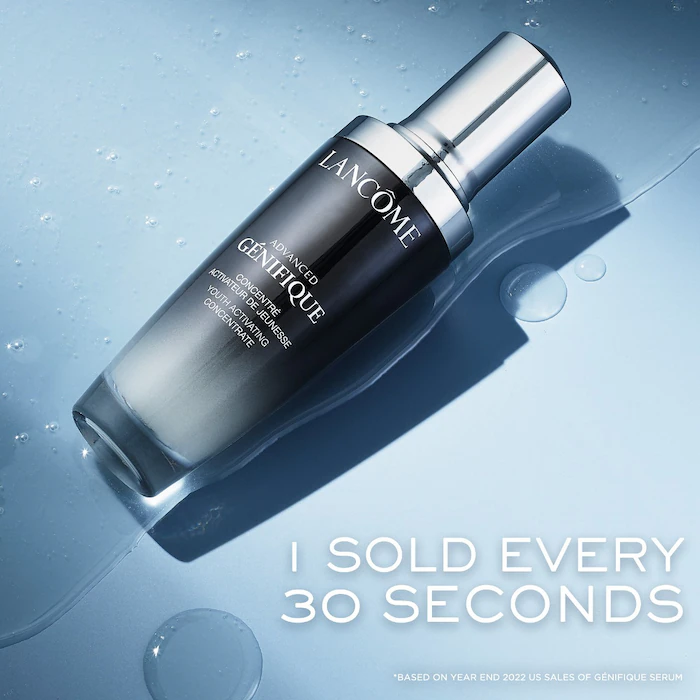 LANCÔME
ADVANCED
GÉNIFIQUE
CONCENTRÉ
ACTIVATEUR DE JEUNESSE
YOUTH ACTIVATING
CONCENTRATE
1 SOLD EVERY
30 SECONDS
*BASED ON YEAR END 2022 US SALES OF GÉNIFIQUE SERUM